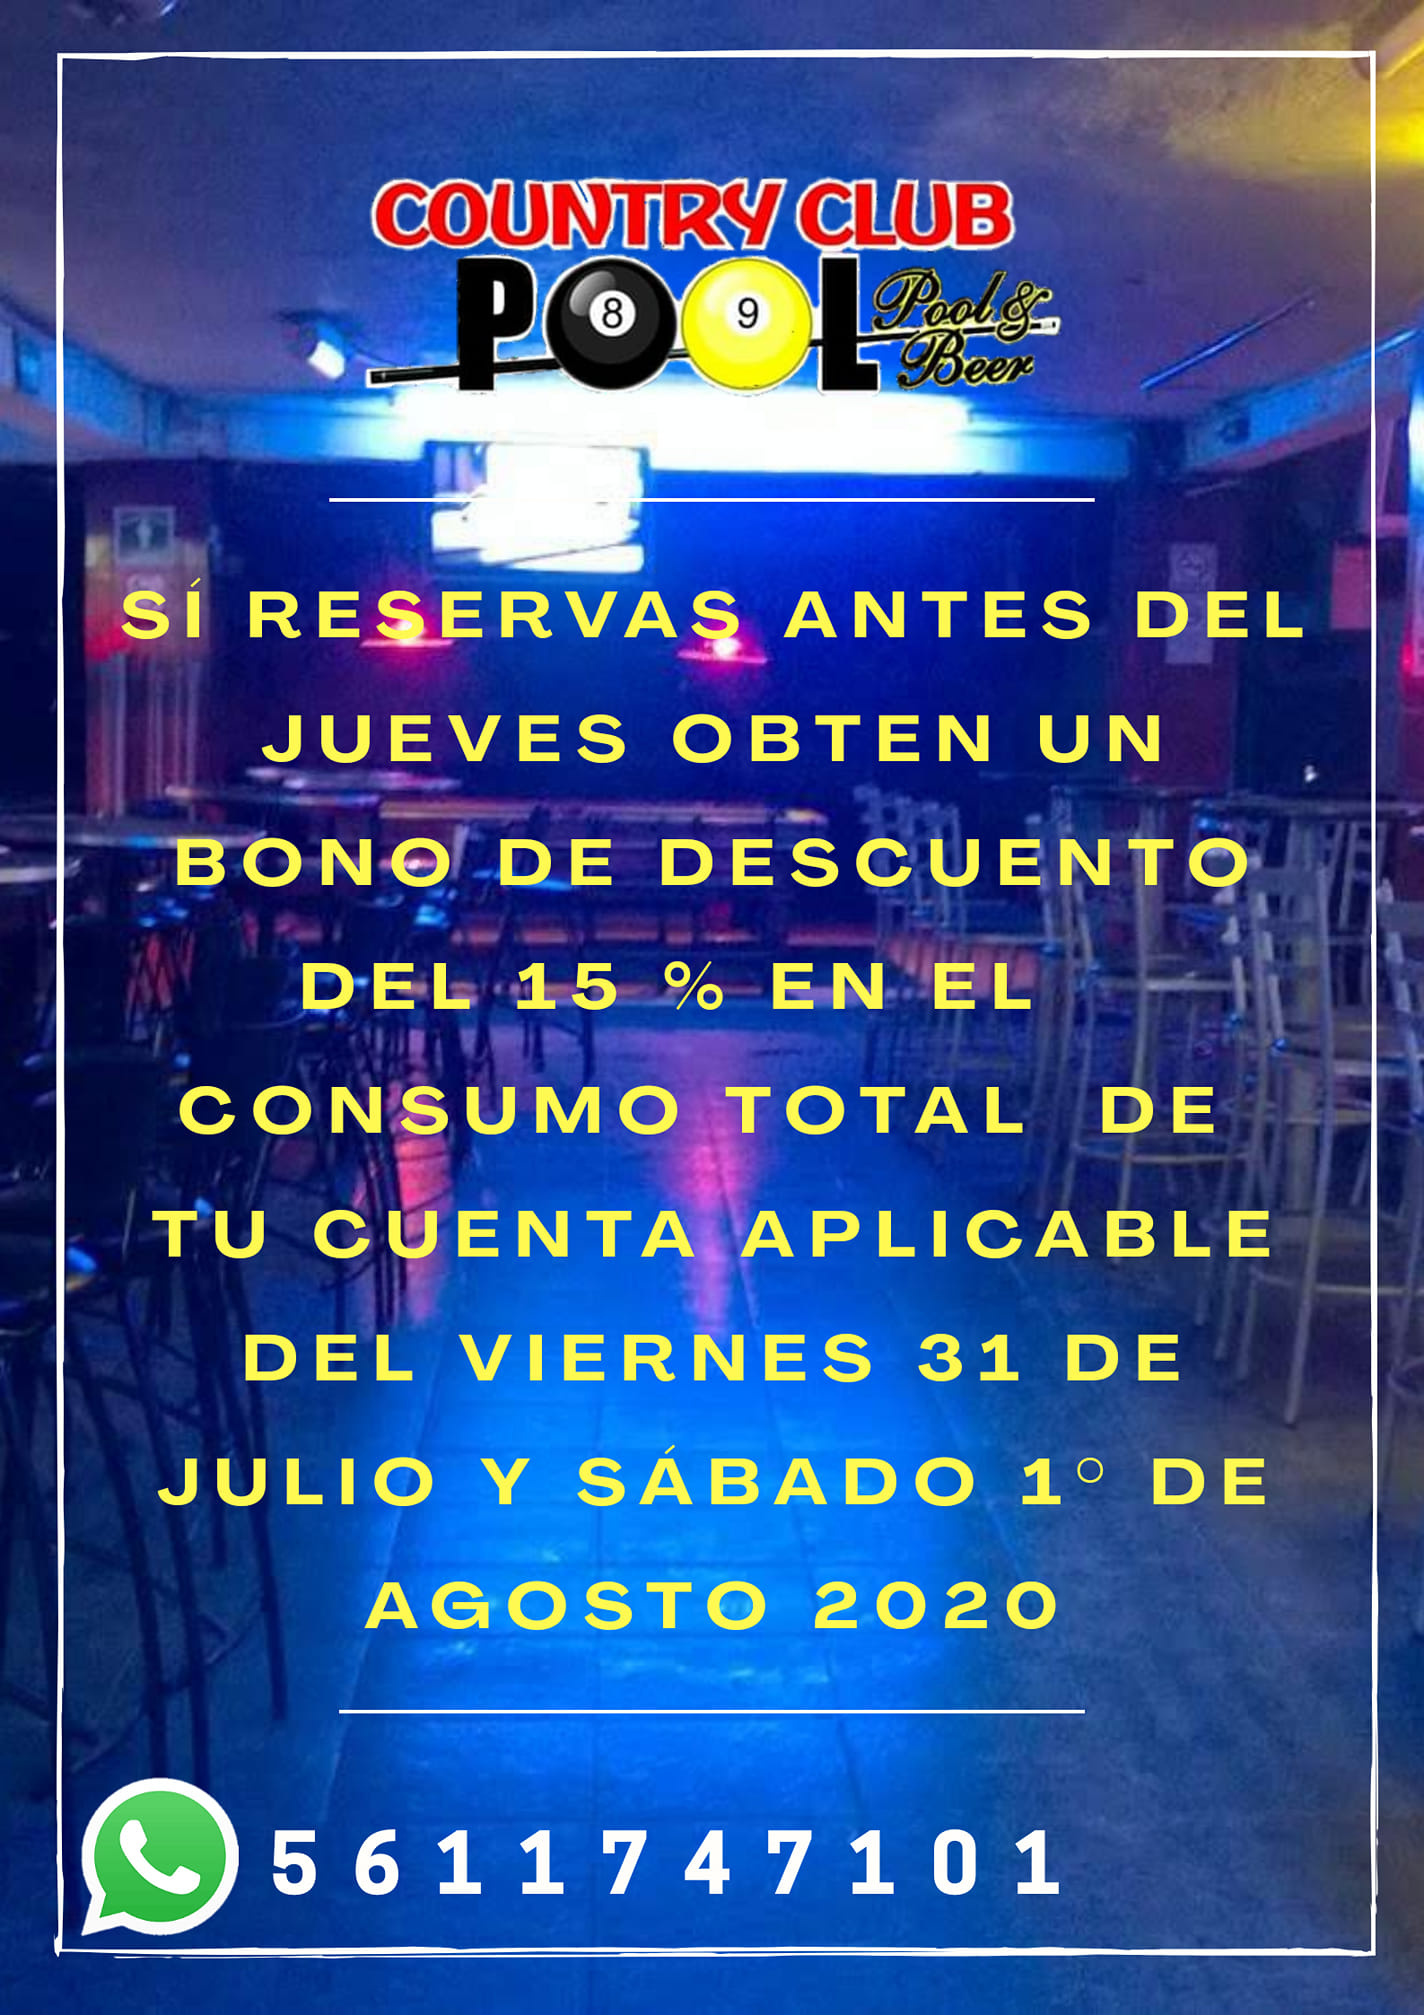 COUNTRY CLUB
POOL
8 9
Pool &
Beer
SÍ RESERVAS ANTES DEL
JUEVES OBTEN UN
BONO DE DESCUENTO
DEL 15 % EN EL
CONSUMO TOTAL DE
TU CUENTA APLICABLE
DEL VIERNES 31 DE
JULIO Y SÁBADO 1° DE
AGOSTO 2020
5611747101